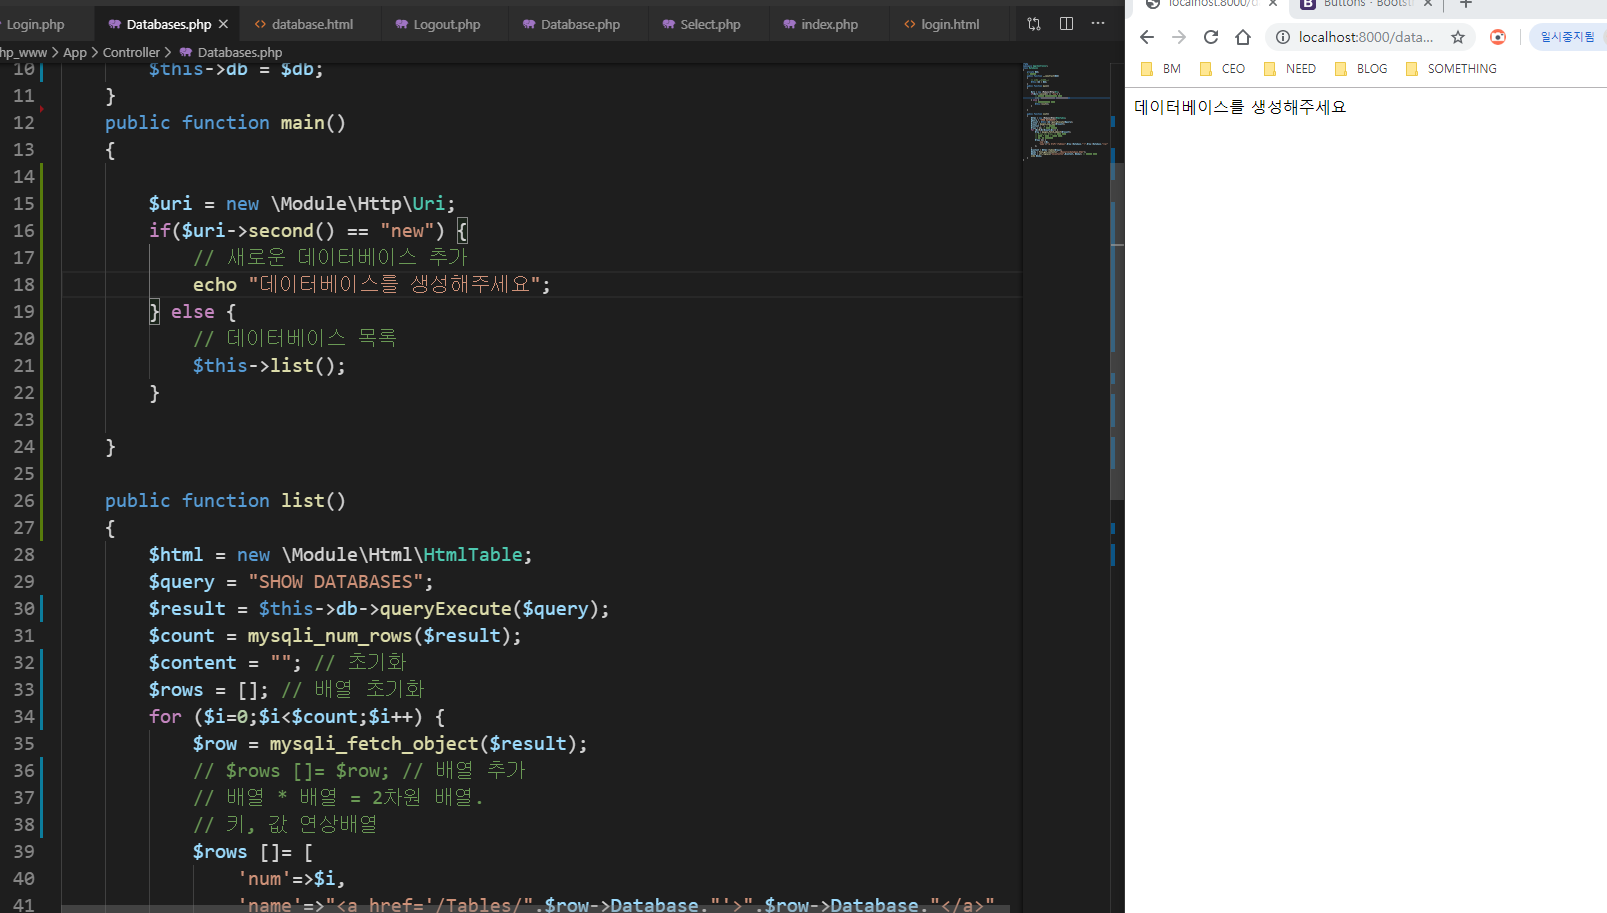 Login.php Databases.php database.html Logout.php Database.php Select.php index.php login.html
hp_www > App > Controller > Databases.php
10 $this->db = $db;
11 }
12 public function main()
13 {
14
15 $uri = new \Module\Http\Uri;
16 if($uri->second() == "new") {
17 // 새로운 데이터베이스 추가
18 echo "데이터베이스를 생성해주세요";
19 } else {
20 // 데이터베이스 목록
21 $this->list();
22 }
23
24 }
25
26 public function list()
27 {
28 $html = new \Module\Html\HtmlTable;
29 $query = "SHOW DATABASES";
30 $result = $this->db->queryExecute($query);
31 $count = mysqli_num_rows($result);
32 $content = ""; // 초기화
33 $rows = []; // 배열 초기화
34 for ($i=0;$i<$count;$i++) {
35 $row = mysqli_fetch_object($result);
36 // $rows []= $row; // 배열 추가
37 // 배열 * 배열 = 2차원 배열.
38 // 키, 값 연상배열
39 $rows []= [
40 'num'=>$i,
41 'name'=>"<a href='/Tables/".$row->Database."'>".$row->Database."</a>"
localhost:8000/d Buttons · Bootst
localhost:8000/data... 일시중지됨
BM CEO NEED BLOG SOMETHING
데이터베이스를 생성해주세요